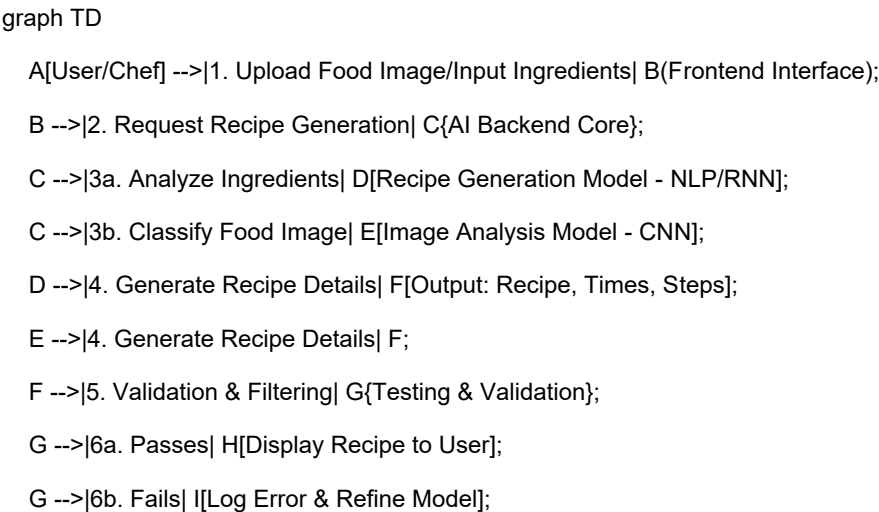 graph TD
A[User/Chef] -->|1. Upload Food Image/Input Ingredients| B(Frontend Interface);
B -->|2. Request Recipe Generation| C{AI Backend Core};
C -->|3a. Analyze Ingredients| D[Recipe Generation Model - NLP/RNN];
C -->|3b. Classify Food Image| E[Image Analysis Model - CNN];
D -->|4. Generate Recipe Details| F[Output: Recipe, Times, Steps];
E -->|4. Generate Recipe Details| F;
F -->|5. Validation & Filtering| G{Testing & Validation};
G -->|6a. Passes| H[Display Recipe to User];
G -->|6b. Fails| I[Log Error & Refine Model];